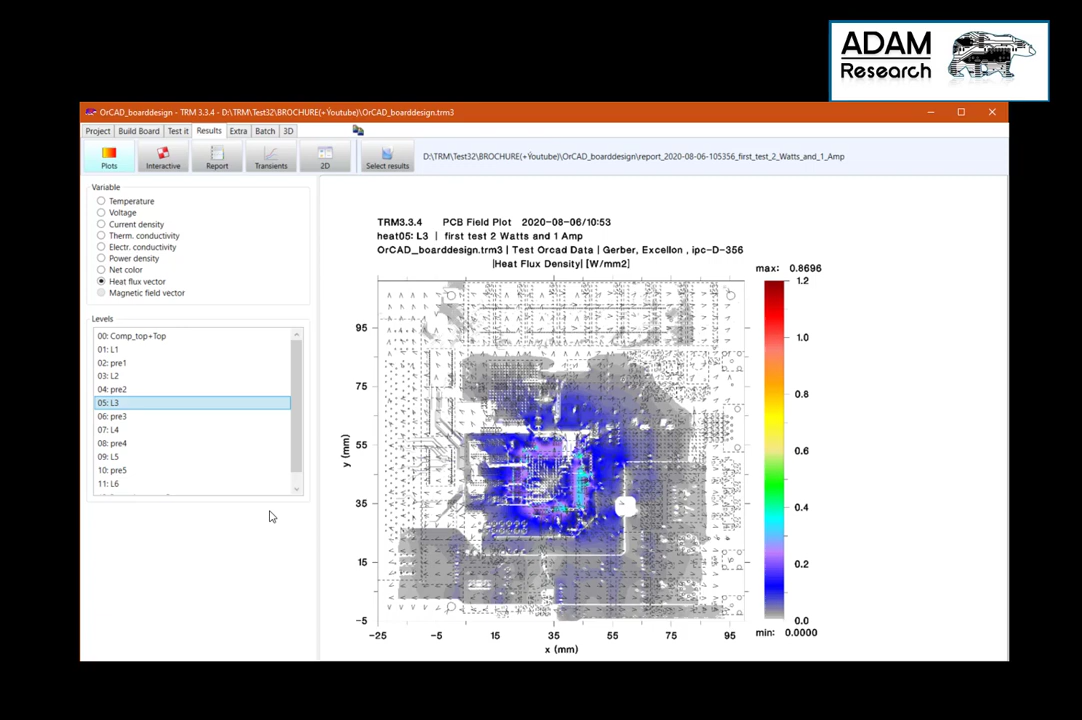 ADAM
Research
OrCAD_boarddesign - TRM 3.3.4 - D:\TRM\Test32\BROCHURE(+Ýoutube)\OrCAD_boarddesign.trm3
Project Build Board Test it Results Extra Batch 3D
Plots Interactive Report Transients 2D Select results D:\TRM\Test32\BROCHURE(+Ýoutube)\OrCAD_boarddesign\report_2020-08-06-105356_first_test_2_Watts_and_1_Amp
Variable
Temperature
Voltage
Current density
Therm. conductivity
Electr. conductivity
Power density
Net color
Heat flux vector
Magnetic field vector
Levels
00: Comp_top+Top
01: L1
02: pre1
03: L2
04: pre2
05: L3
06: pre3
07: L4
08: pre4
09: L5
10: pre5
11: L6
TRM3.3.4 PCB Field Plot 2020-08-06/10:53
heat05: L3 | first test 2 Watts and 1 Amp
OrCAD_boarddesign.trm3 | Test Orcad Data | Gerber, Excellon , ipc-D-356
|Heat Flux Density| [W/mm2]
max: 0.8696
1.2
1.0
0.8
0.6
0.4
0.2
0.0
min: 0.0000
95
75
55
35
15
-5
y (mm)
-25 -5 15 35 55 75 95
x (mm)